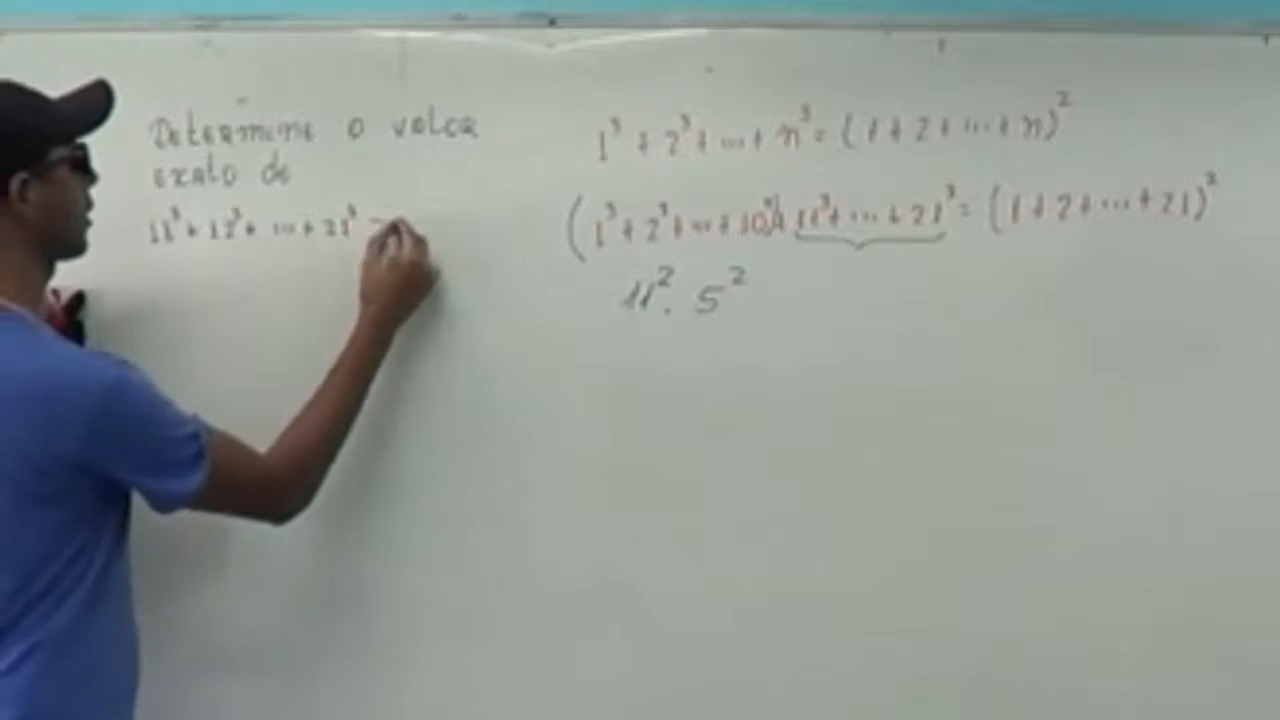 Determine o valor
exato de
11³ + 12³ + ... + 21³ =
1³ + 2³ + ... + n³ = (1 + 2 + ... + n)²
(1³ + 2³ + ... + 10³) + 11³ + ... + 21³ = (1 + 2 + ... + 21)²
11² . 5²